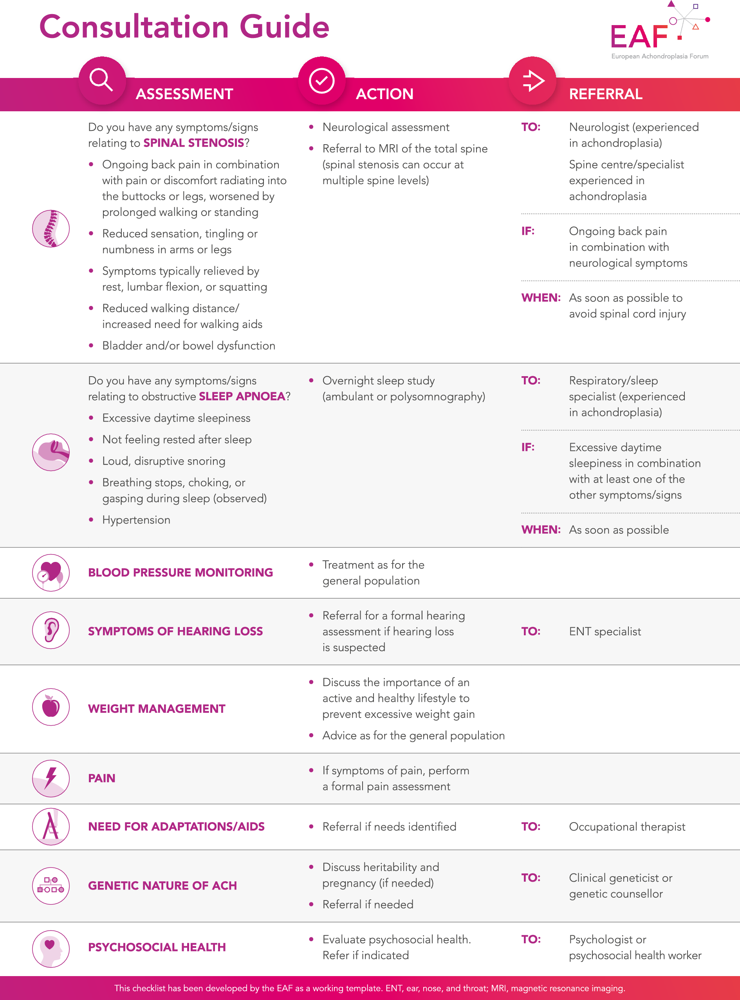 Consultation Guide
EAF
European Achondroplasia Forum
ASSESSMENT
ACTION
REFERRAL
Do you have any symptoms/signs
relating to SPINAL STENOSIS?
• Ongoing back pain in combination
with pain or discomfort radiating into
the buttocks or legs, worsened by
prolonged walking or standing
• Reduced sensation, tingling or
numbness in arms or legs
• Symptoms typically relieved by
rest, lumbar flexion, or squatting
• Reduced walking distance/
increased need for walking aids
• Bladder and/or bowel dysfunction
• Neurological assessment
• Referral to MRI of the total spine
(spinal stenosis can occur at
multiple spine levels)
TO: Neurologist (experienced
in achondroplasia)
Spine centre/specialist
experienced in
achondroplasia
IF: Ongoing back pain
in combination with
neurological symptoms
WHEN: As soon as possible to
avoid spinal cord injury
Do you have any symptoms/signs
relating to obstructive SLEEP APNOEA?
• Excessive daytime sleepiness
• Not feeling rested after sleep
• Loud, disruptive snoring
• Breathing stops, choking, or
gasping during sleep (observed)
• Hypertension
• Overnight sleep study
(ambulant or polysomnography)
TO: Respiratory/sleep
specialist (experienced
in achondroplasia)
IF: Excessive daytime
sleepiness in combination
with at least one of the
other symptoms/signs
WHEN: As soon as possible
BLOOD PRESSURE MONITORING
• Treatment as for the
general population
SYMPTOMS OF HEARING LOSS
• Referral for a formal hearing
assessment if hearing loss
is suspected
TO: ENT specialist
WEIGHT MANAGEMENT
• Discuss the importance of an
active and healthy lifestyle to
prevent excessive weight gain
• Advice as for the general population
PAIN
• If symptoms of pain, perform
a formal pain assessment
NEED FOR ADAPTATIONS/AIDS
• Referral if needs identified
TO: Occupational therapist
GENETIC NATURE OF ACH
• Discuss heritability and
pregnancy (if needed)
• Referral if needed
TO: Clinical geneticist or
genetic counsellor
PSYCHOSOCIAL HEALTH
• Evaluate psychosocial health.
Refer if indicated
TO: Psychologist or
psychosocial health worker
This checklist has been developed by the EAF as a working template. ENT, ear, nose, and throat; MRI, magnetic resonance imaging.